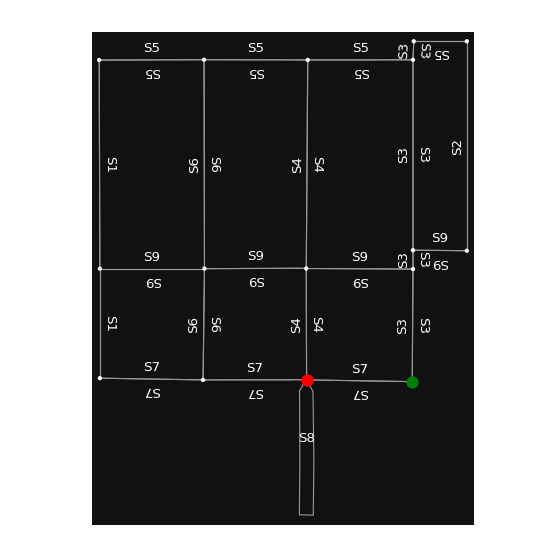 S5 S5 S5 S3 S3
S5 S5 S5 S5
S1 S6 S6 S4 S4 S3 S3 S2
S9
S9 S9 S9 S3 S3 S9
S9 S9 S9
S1 S6 S6 S4 S4 S3 S3
S7 S7 S7
S7 S7 S7
S8